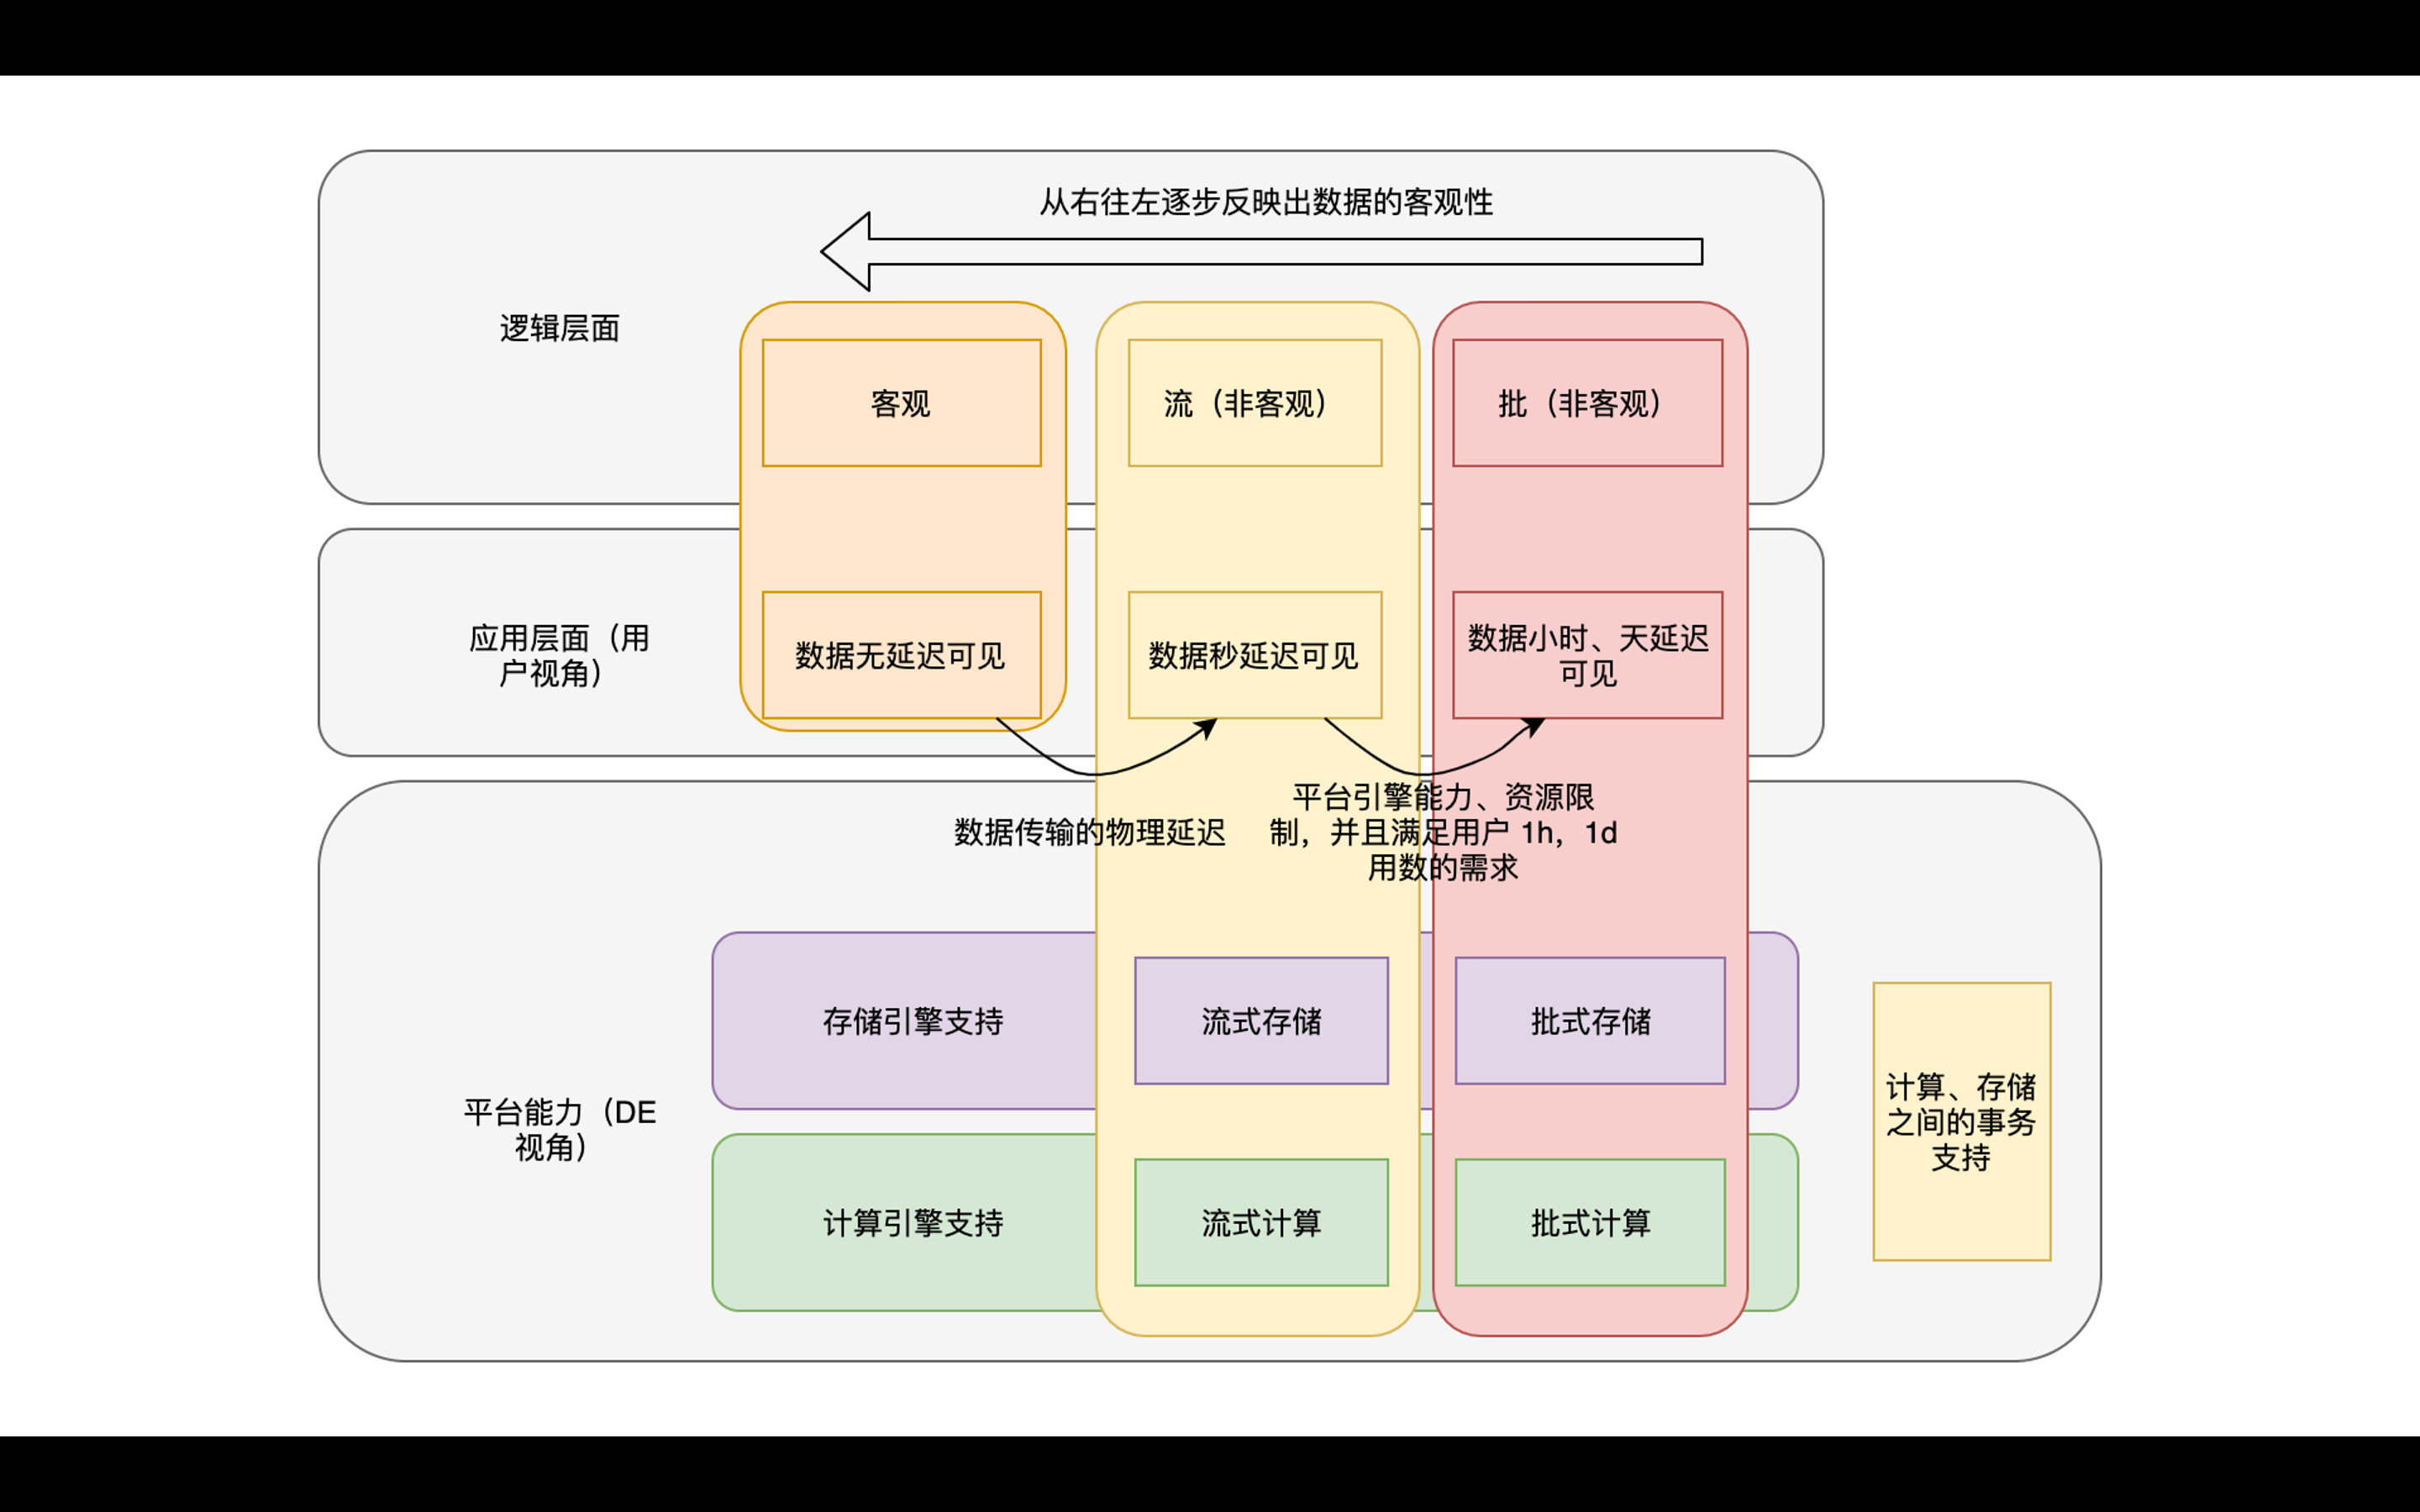 从右往左逐步反映出数据的客观性
逻辑层面
客观
流（非客观）
批（非客观）
应用层面（用
户视角）
数据无延迟可见
数据秒延迟可见
数据小时、天延迟
可见
数据传输的物理延迟
平台引擎能力、资源限
制，并且满足用户 1h，1d
用数的需求
平台能力（DE
视角）
存储引擎支持
流式存储
批式存储
计算引擎支持
流式计算
批式计算
计算、存储
之间的事务
支持